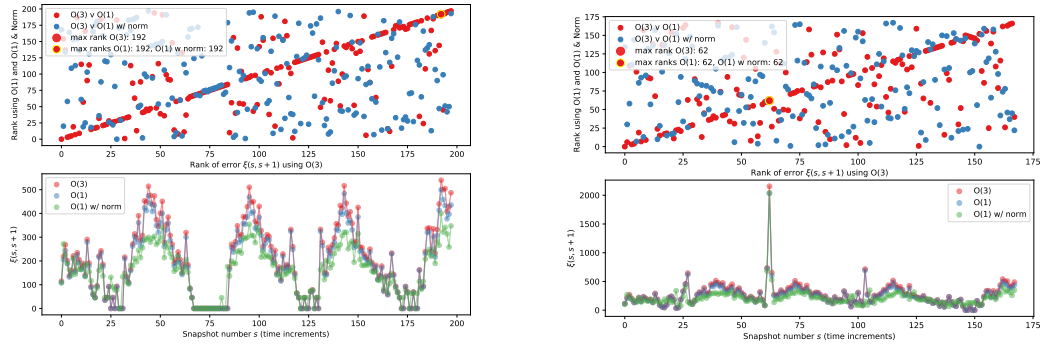 Rank using O(1) and O(1) & Norm
200
175
150
125
100
75
50
25
0
O(3) v O(1)
O(3) v O(1) w/ norm
max rank O(3): 192
max ranks O(1): 192, O(1) w norm: 192
0 25 50 75 100 125 150 175 200
Rank of error ξ(s, s + 1) using O(3)
ξ(s, s + 1)
500
400
300
200
100
0
O(3)
O(1)
O(1) w/ norm
0 25 50 75 100 125 150 175 200
Snapshot number s (time increments)
Rank using O(1) and O(1) & Norm
175
150
125
100
75
50
25
0
O(3) v O(1)
O(3) v O(1) w/ norm
max rank O(3): 62
max ranks O(1): 62, O(1) w norm: 62
0 25 50 75 100 125 150 175
Rank of error ξ(s, s + 1) using O(3)
ξ(s, s + 1)
2000
1500
1000
500
0
O(3)
O(1)
O(1) w/ norm
0 25 50 75 100 125 150 175
Snapshot number s (time increments)